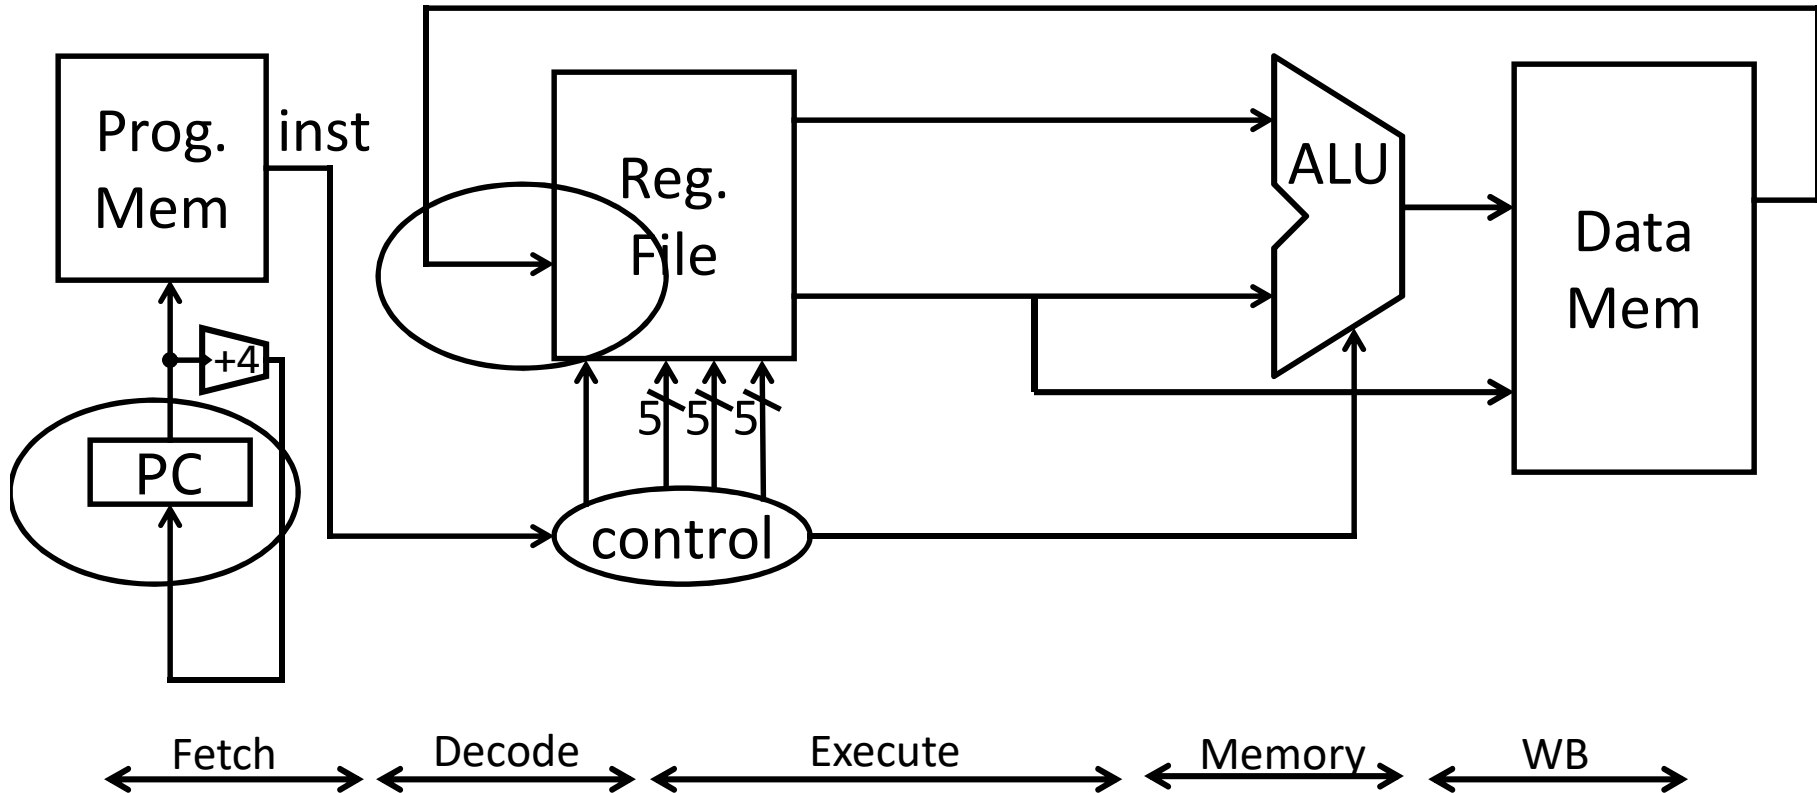 Prog.
Mem
inst
Reg.
File
ALU
Data
Mem
+4
PC
5 5 5
control
Fetch Decode Execute Memory WB